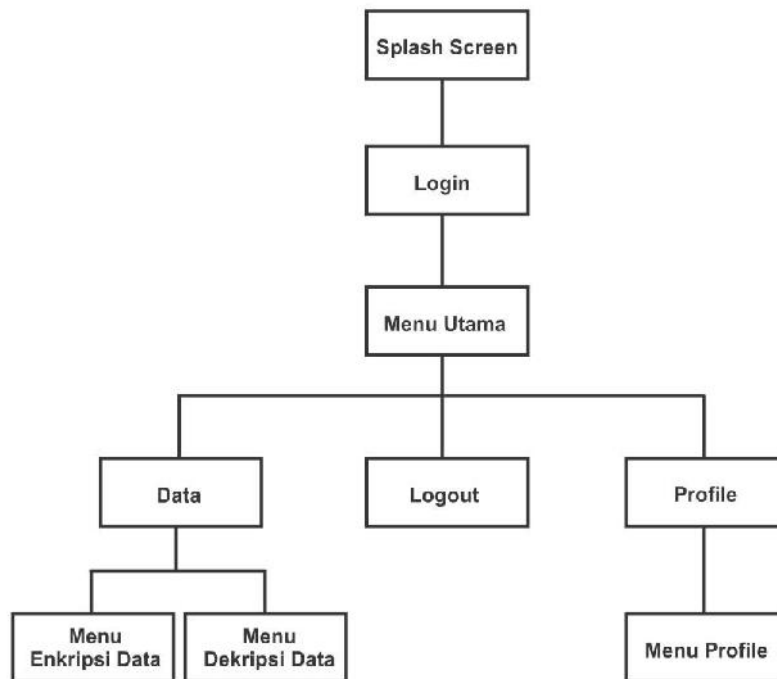 Splash Screen
Login
Menu Utama
Data
Logout
Profile
Menu
Enkripsi Data
Menu
Dekripsi Data
Menu Profile